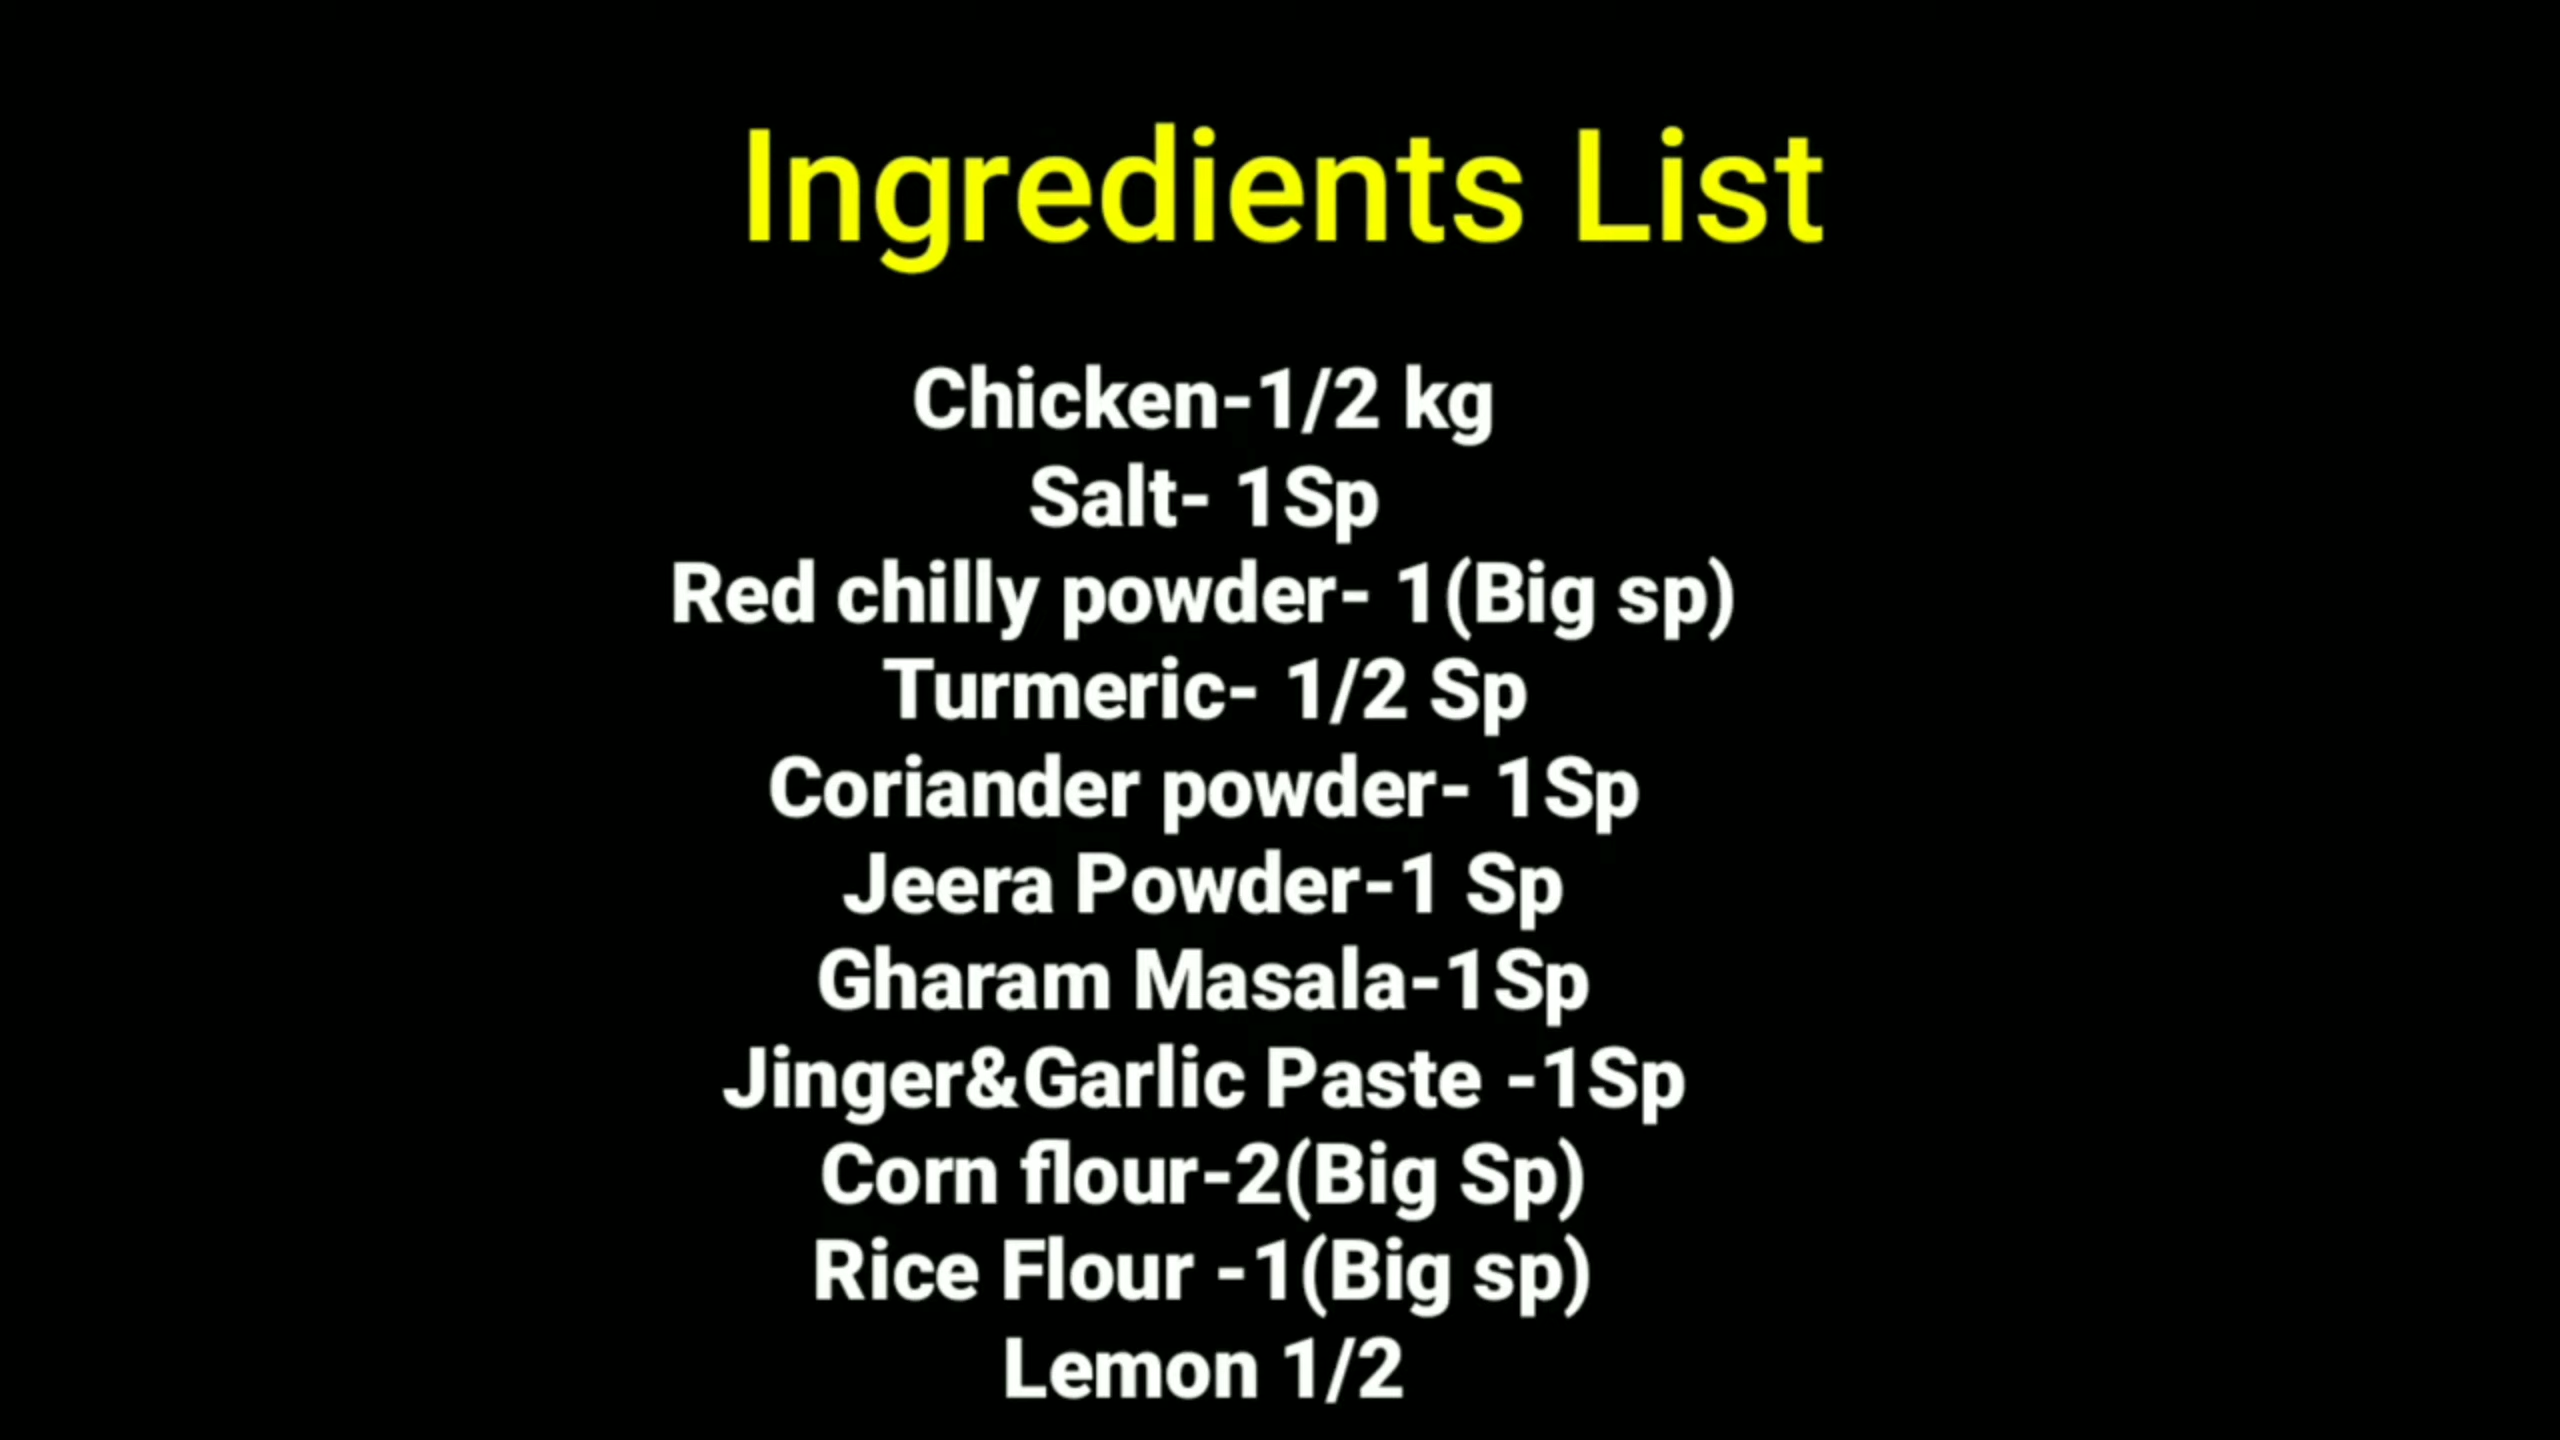 Ingredients List
Chicken-1/2 kg
Salt- 1Sp
Red chilly powder- 1(Big sp)
Turmeric- 1/2 Sp
Coriander powder- 1Sp
Jeera Powder-1 Sp
Gharam Masala-1Sp
Jinger&Garlic Paste -1Sp
Corn flour-2(Big Sp)
Rice Flour -1(Big sp)
Lemon 1/2